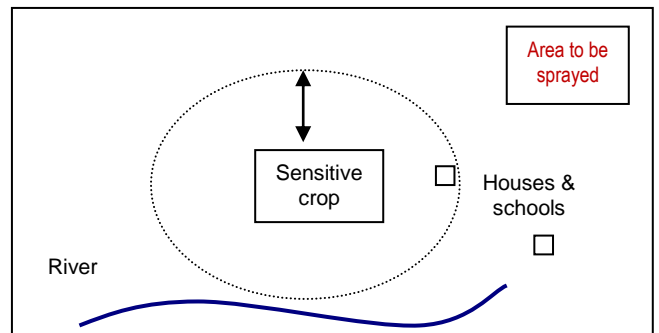 Area to be
sprayed
Sensitive
crop
Houses &
schools
River